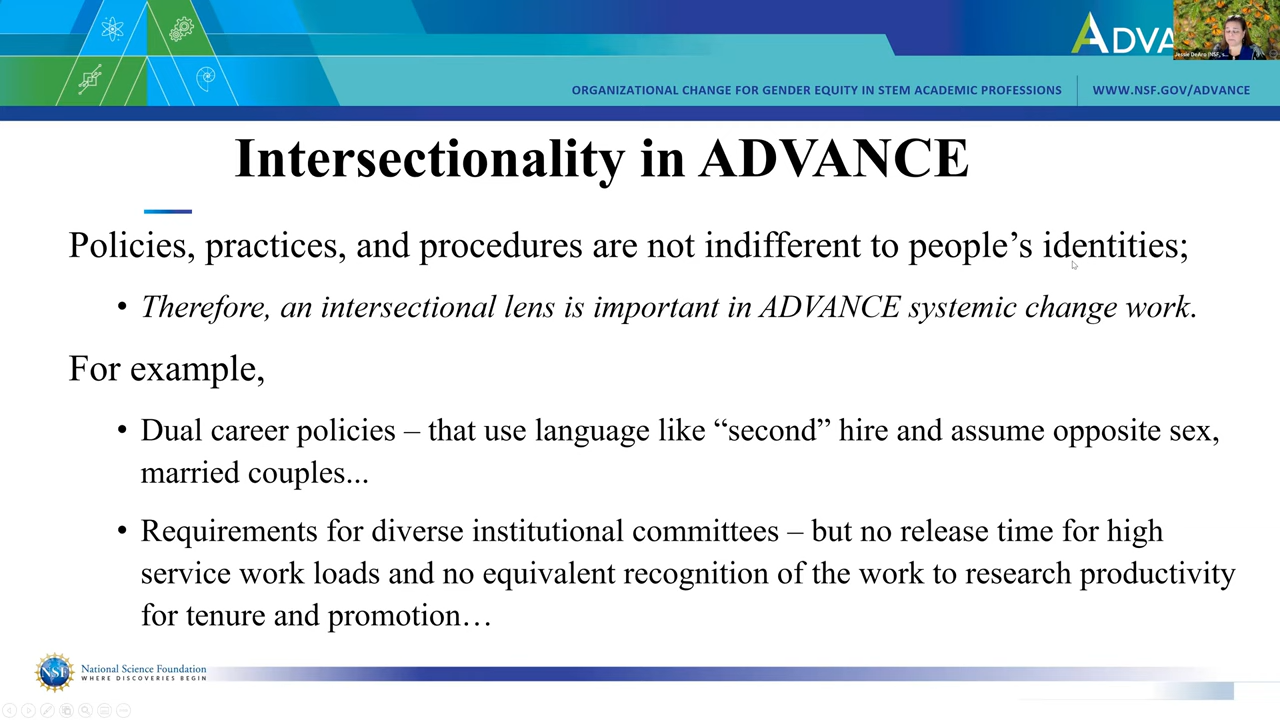 ADVA
Jessie DeAro (NSF, s...
ORGANIZATIONAL CHANGE FOR GENDER EQUITY IN STEM ACADEMIC PROFESSIONS
WWW.NSF.GOV/ADVANCE
Intersectionality in ADVANCE
Policies, practices, and procedures are not indifferent to people’s identities;
• Therefore, an intersectional lens is important in ADVANCE systemic change work.
For example,
• Dual career policies – that use language like “second” hire and assume opposite sex,
married couples...
• Requirements for diverse institutional committees – but no release time for high
service work loads and no equivalent recognition of the work to research productivity
for tenure and promotion…
NSF
National Science Foundation
WHERE DISCOVERIES BEGIN